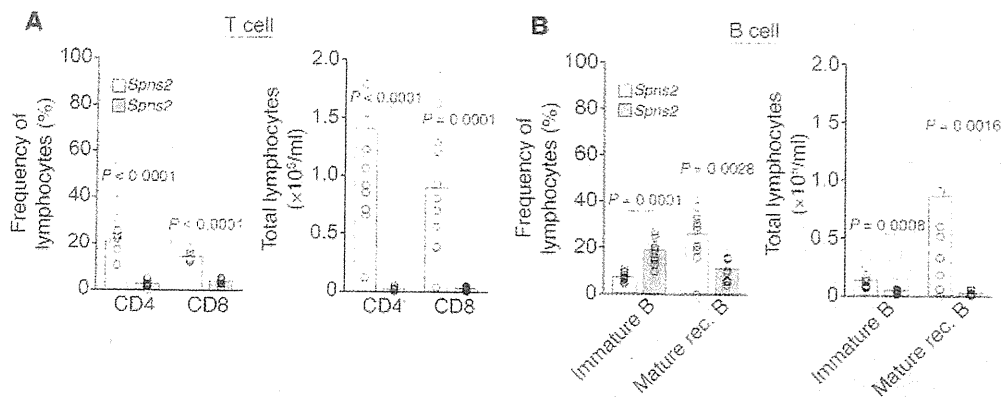 A
T cell
Frequency of
lymphocytes (%)
100
80
60
40
20
0
Spns2
Spns2
P < 0.0001
P < 0.0001
CD4
CD8
Total lymphocytes
(×10³/ml)
2.0
1.5
1.0
0.5
0
P < 0.0001
P = 0.0001
CD4
CD8
B
B cell
Frequency of
lymphocytes (%)
100
80
60
40
20
0
Spns2
Spns2
P = 0.0001
P = 0.0028
Immature B
Mature rec. B
Total lymphocytes
2.0
1.5
1.0
0.5
0
P = 0.0008
P = 0.0016
Immature B
Mature rec. B